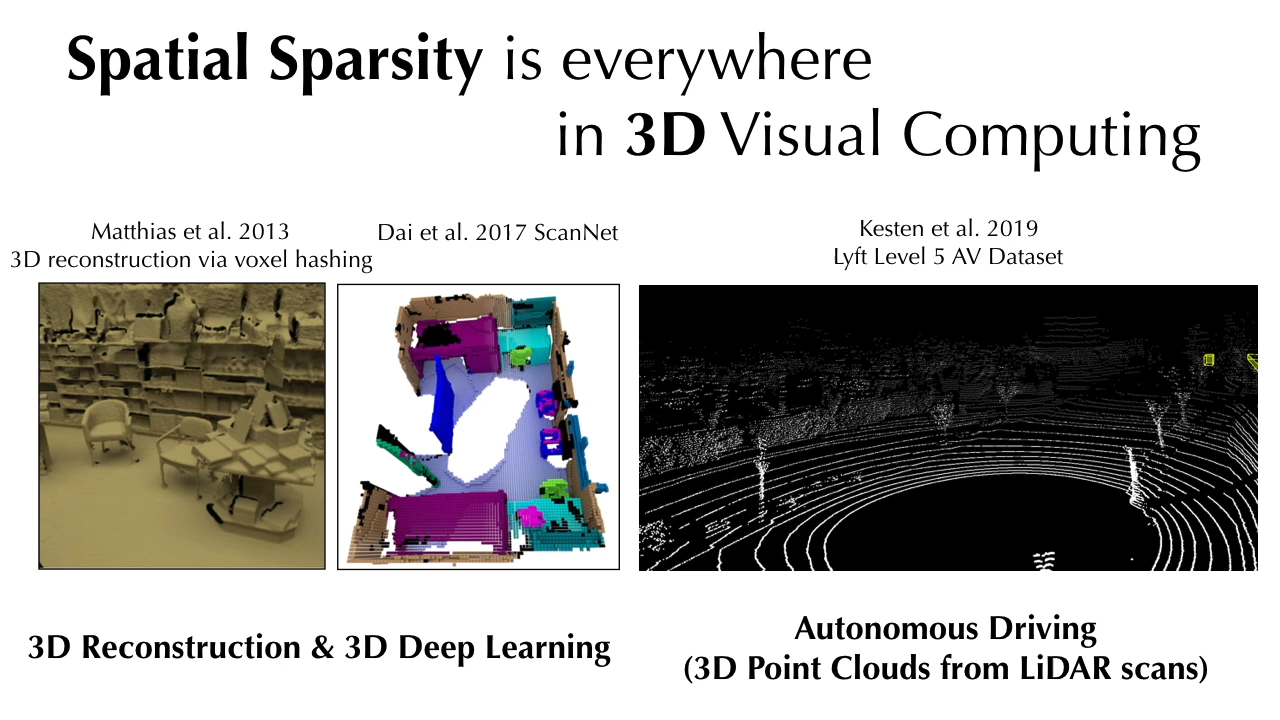 Spatial Sparsity is everywhere
in 3D Visual Computing
Matthias et al. 2013
3D reconstruction via voxel hashing
Dai et al. 2017 ScanNet
Kesten et al. 2019
Lyft Level 5 AV Dataset
3D Reconstruction & 3D Deep Learning
Autonomous Driving
(3D Point Clouds from LiDAR scans)